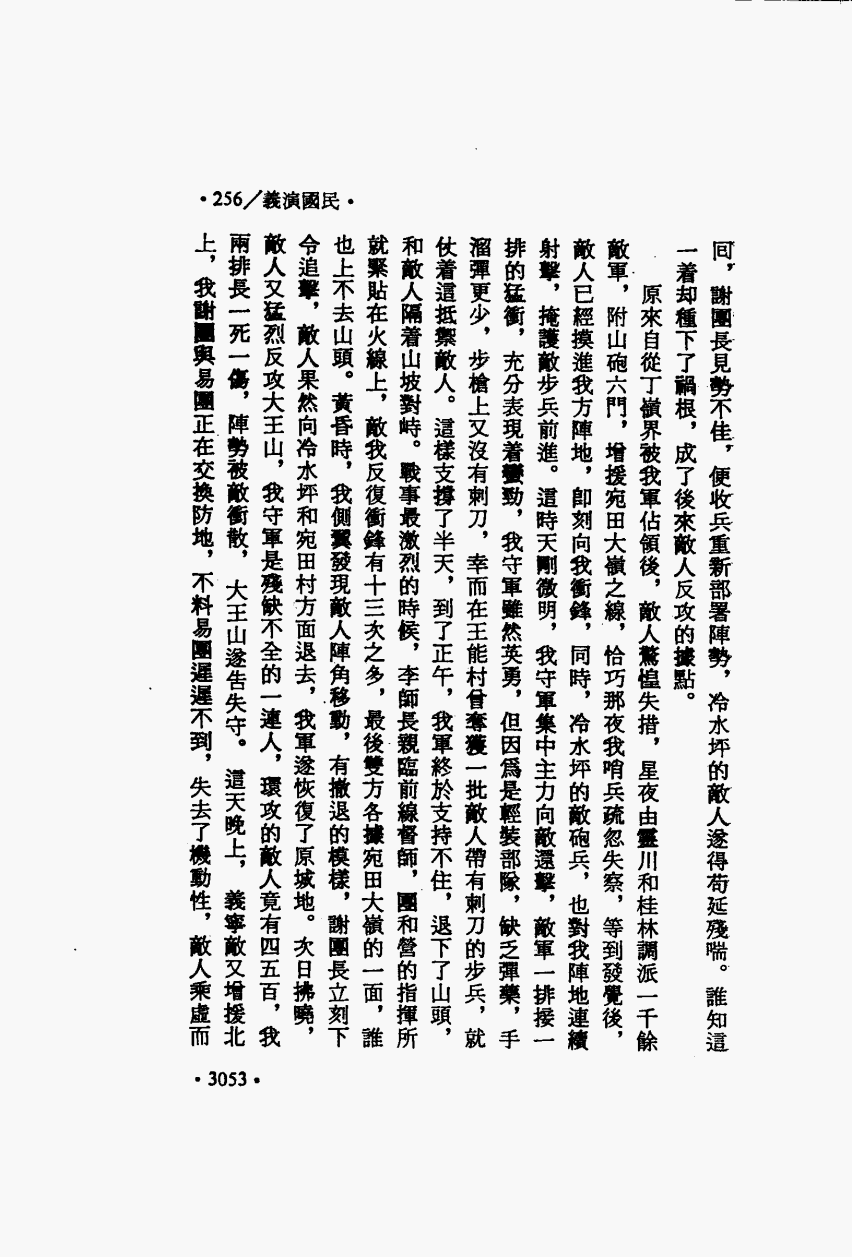 •256/義演國民•
回，謝團長見勢不佳，便收兵重新部署陣勢，冷水坪的敵人遂得苟延殘喘。誰知這
一着却種下了禍根，成了後來敵人反攻的據點。
原來自從丁嶺界被我軍佔領後，敵人驚惶失措，星夜由靈川和桂林調派一千餘
敵軍，附山砲六門，增援宛田大嶺之線，恰巧那夜我哨兵疏忽失察，等到發覺後，
敵人已經摸進我方陣地，卽刻向我衝鋒，同時，冷水坪的敵砲兵，也對我陣地連續
射擊，掩護敵步兵前進。這時天剛微明，我守軍集中主力向敵還擊，敵軍一排接一
排的猛衝，充分表現着蠻勁，我守軍雖然英勇，但因爲是輕裝部隊，缺乏彈藥，手
溜彈更少，步槍上又沒有刺刀，幸而在王能村曾奪獲一批敵人帶有刺刀的步兵，就
仗着這抵禦敵人。這樣支撐了半天，到了正午，我軍終於支持不住，退下了山頭，
和敵人隔着山坡對峙。戰事最激烈的時候，李師長親臨前線督師，團和營的指揮所
就緊貼在火線上，敵我反復衝鋒有十三次之多，最後雙方各據宛田大嶺的一面，誰
也上不去山頭。黃昏時，我側翼發現敵人陣角移動，有撤退的模樣，謝團長立刻下
令追擊，敵人果然向冷水坪和宛田村方面退去，我軍遂恢復了原城地。次日拂曉，
敵人又猛烈反攻大王山，我守軍是殘缺不全的一連人，環攻的敵人竟有四五百，我
兩排長一死一傷，陣勢被敵衝散，大王山遂告失守。這天晚上，義寧敵又增援北
上，我謝團與易團正在交換防地，不料易團遲遲不到，失去了機動性，敵人乘虛而
•3053•